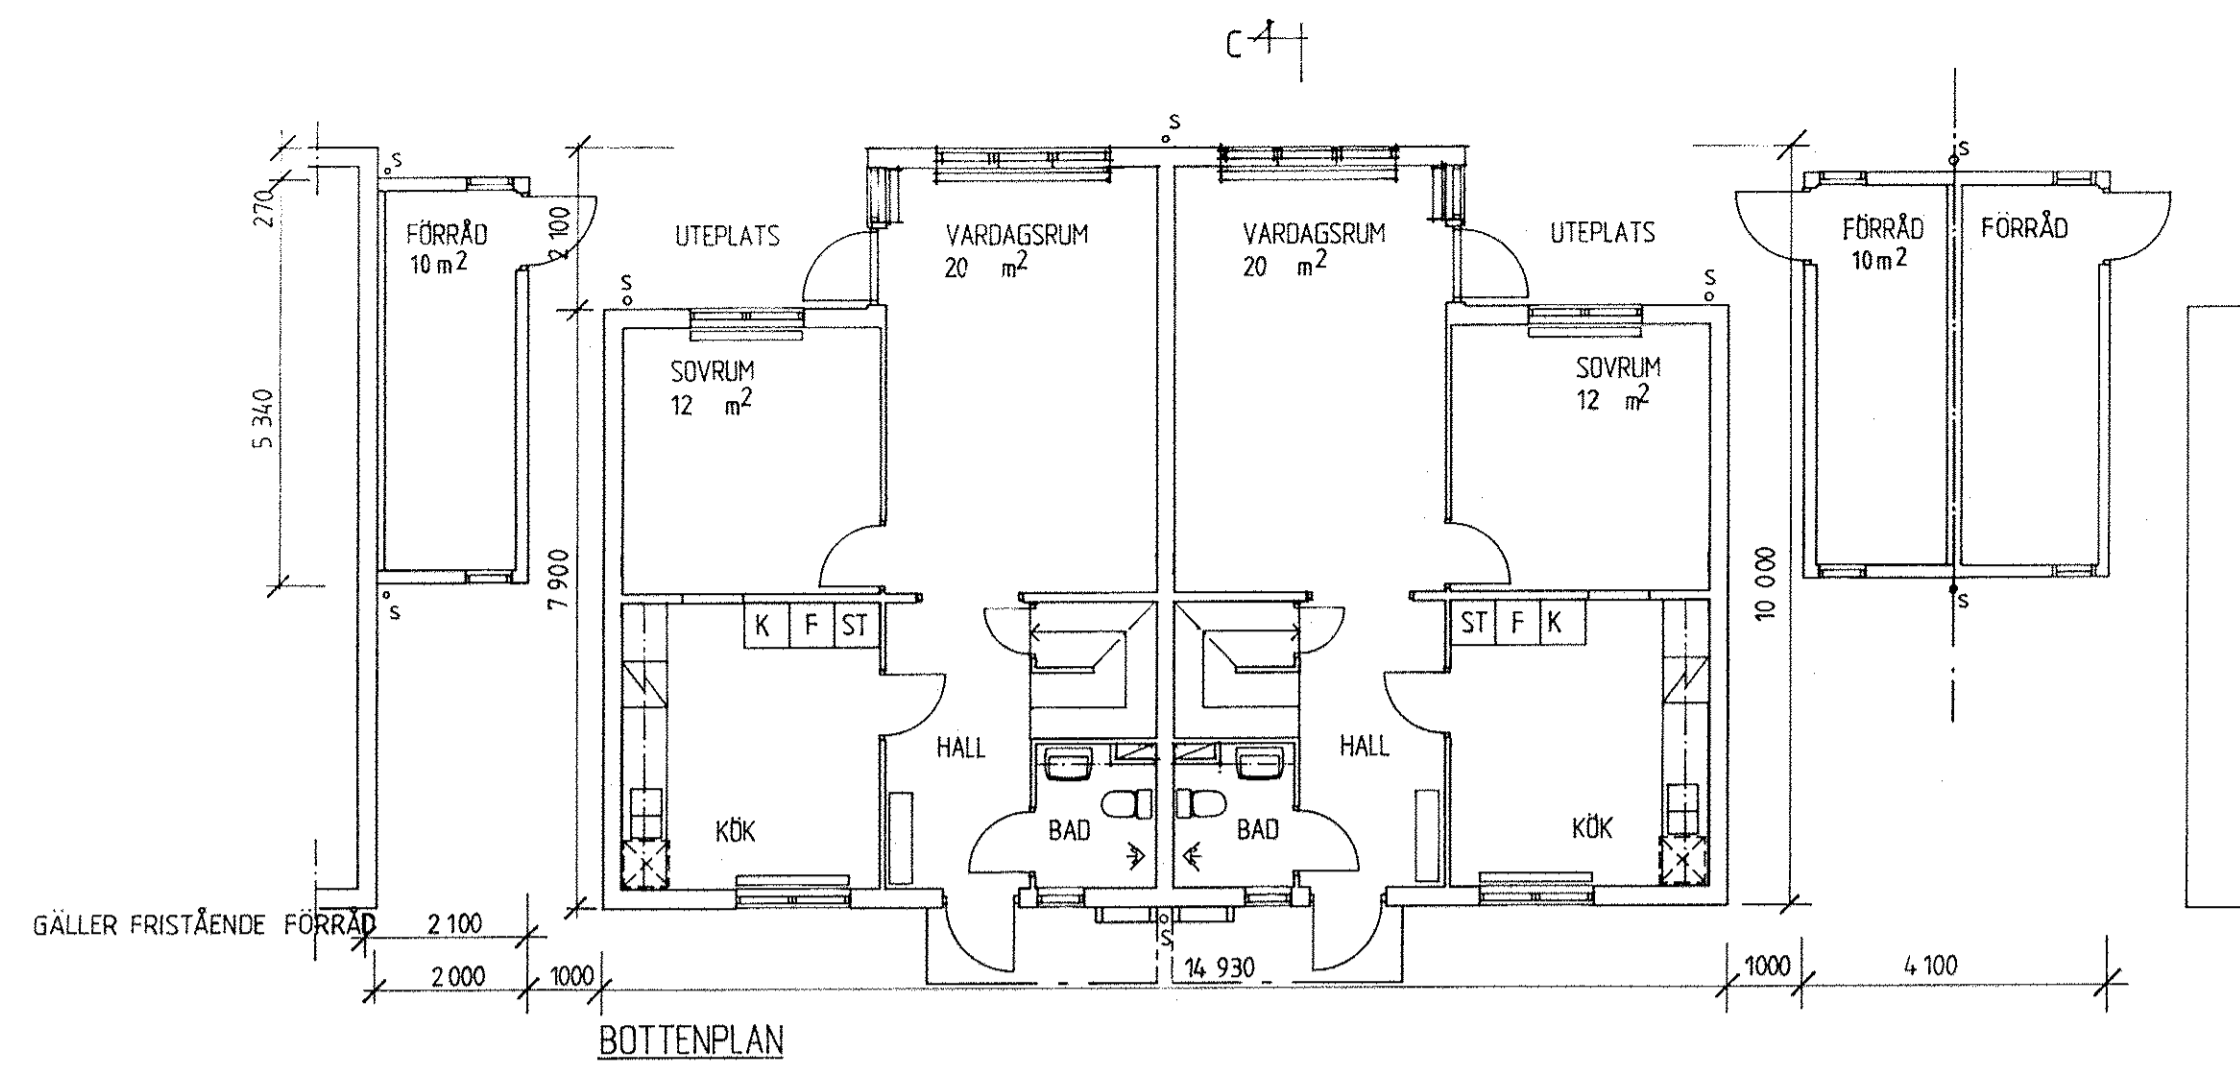 C
S
S
S
270
2 100
FÖRRÅD
10 m2
UTEPLATS
VARDAGSRUM
20 m2
VARDAGSRUM
20 m2
UTEPLATS
FÖRRÅD
10 m2
FÖRRÅD
S
S
SOVRUM
12 m2
SOVRUM
12 m2
5 340
7 900
10 000
S
S
K F ST
ST F K
HALL
HALL
KÖK
BAD
BAD
KÖK
GÄLLER FRISTÅENDE FÖRRÅD
2 100
S
2 000
1000
14 930
1000
4 100
BOTTENPLAN